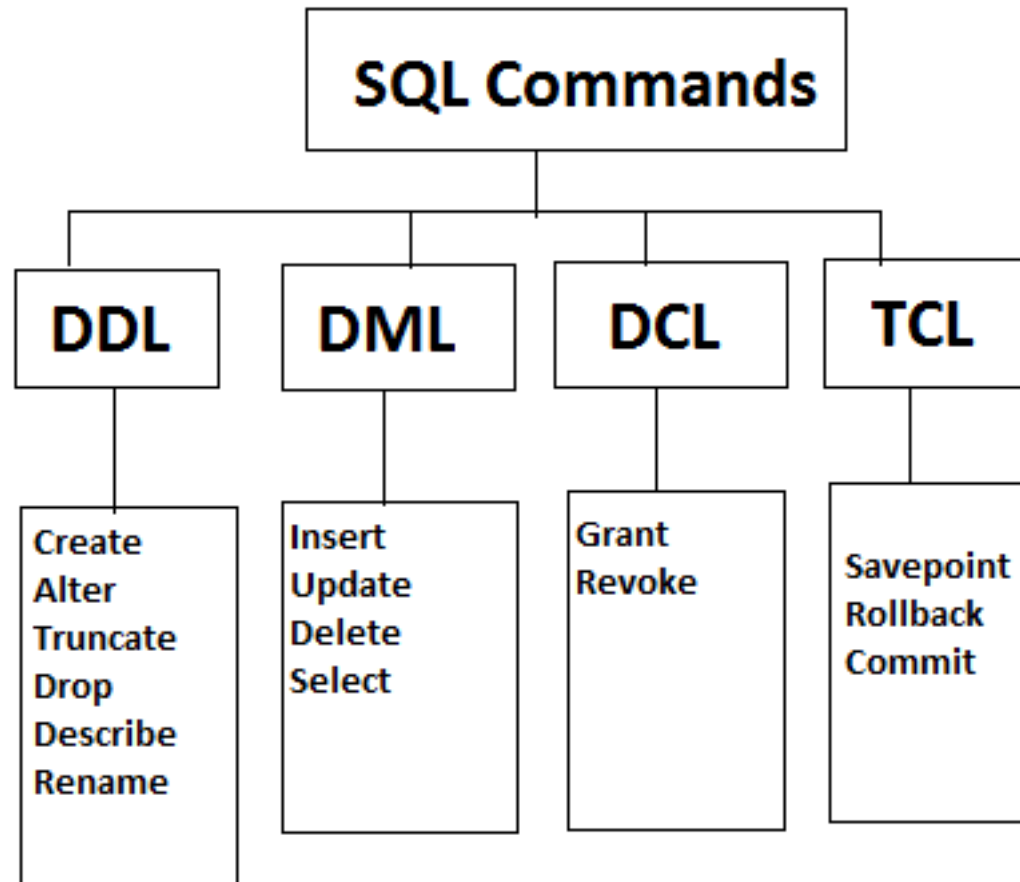 SQL Commands
DDL
DML
DCL
TCL
Create
Alter
Truncate
Drop
Describe
Rename
Insert
Update
Delete
Select
Grant
Revoke
Savepoint
Rollback
Commit